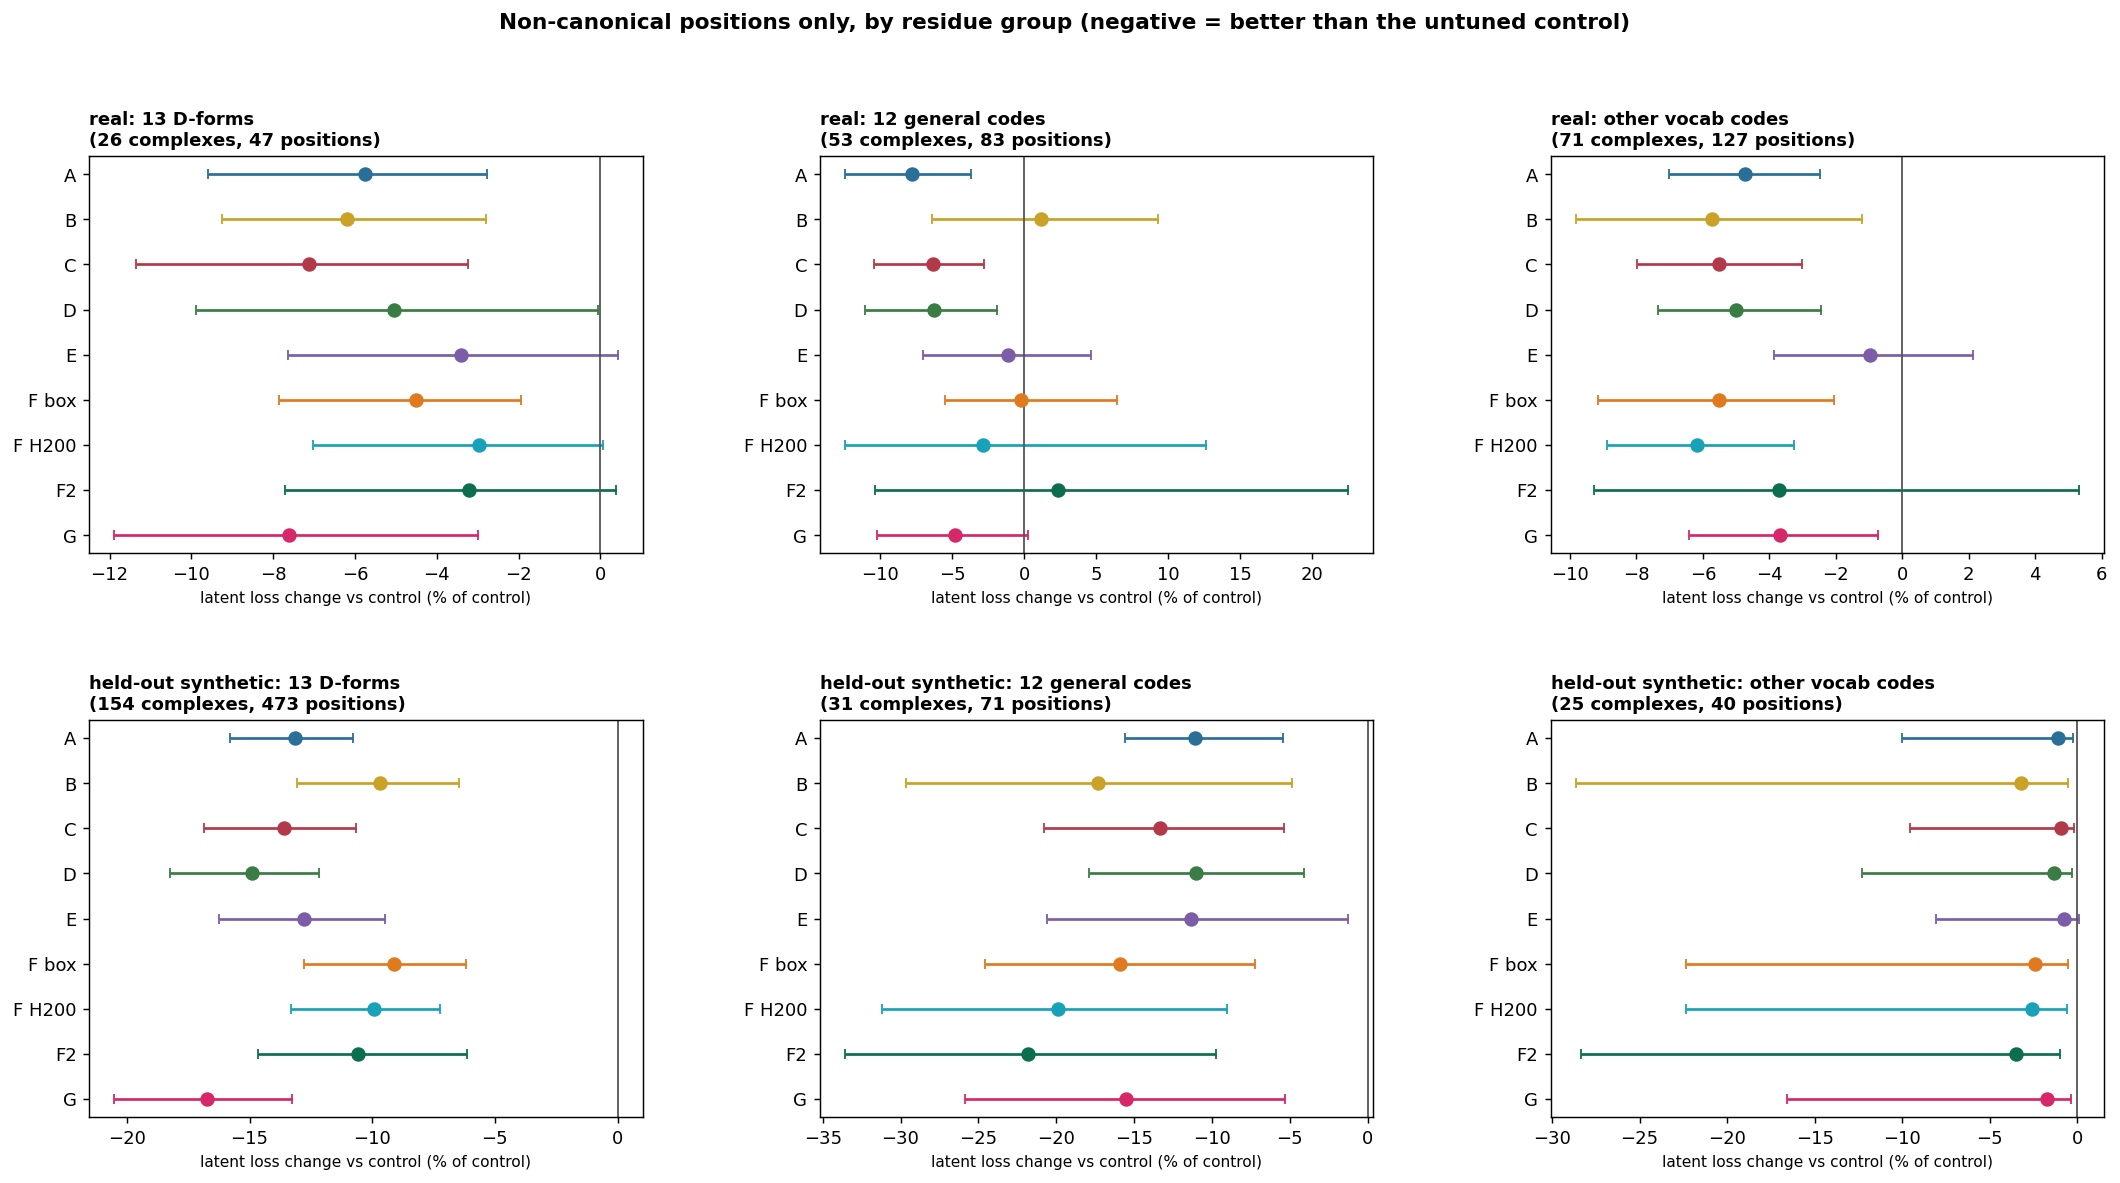 Non-canonical positions only, by residue group (negative = better than the untuned control)
real: 13 D-forms
(26 complexes, 47 positions)
A
B
C
D
E
F box
F H200
F2
G
−12 −10 −8 −6 −4 −2 0
latent loss change vs control (% of control)
real: 12 general codes
(53 complexes, 83 positions)
A
B
C
D
E
F box
F H200
F2
G
−10 −5 0 5 10 15 20
latent loss change vs control (% of control)
real: other vocab codes
(71 complexes, 127 positions)
A
B
C
D
E
F box
F H200
F2
G
−10 −8 −6 −4 −2 0 2 4 6
latent loss change vs control (% of control)
held-out synthetic: 13 D-forms
(154 complexes, 473 positions)
A
B
C
D
E
F box
F H200
F2
G
−20 −15 −10 −5 0
latent loss change vs control (% of control)
held-out synthetic: 12 general codes
(31 complexes, 71 positions)
A
B
C
D
E
F box
F H200
F2
G
−35 −30 −25 −20 −15 −10 −5 0
latent loss change vs control (% of control)
held-out synthetic: other vocab codes
(25 complexes, 40 positions)
A
B
C
D
E
F box
F H200
F2
G
−30 −25 −20 −15 −10 −5 0
latent loss change vs control (% of control)